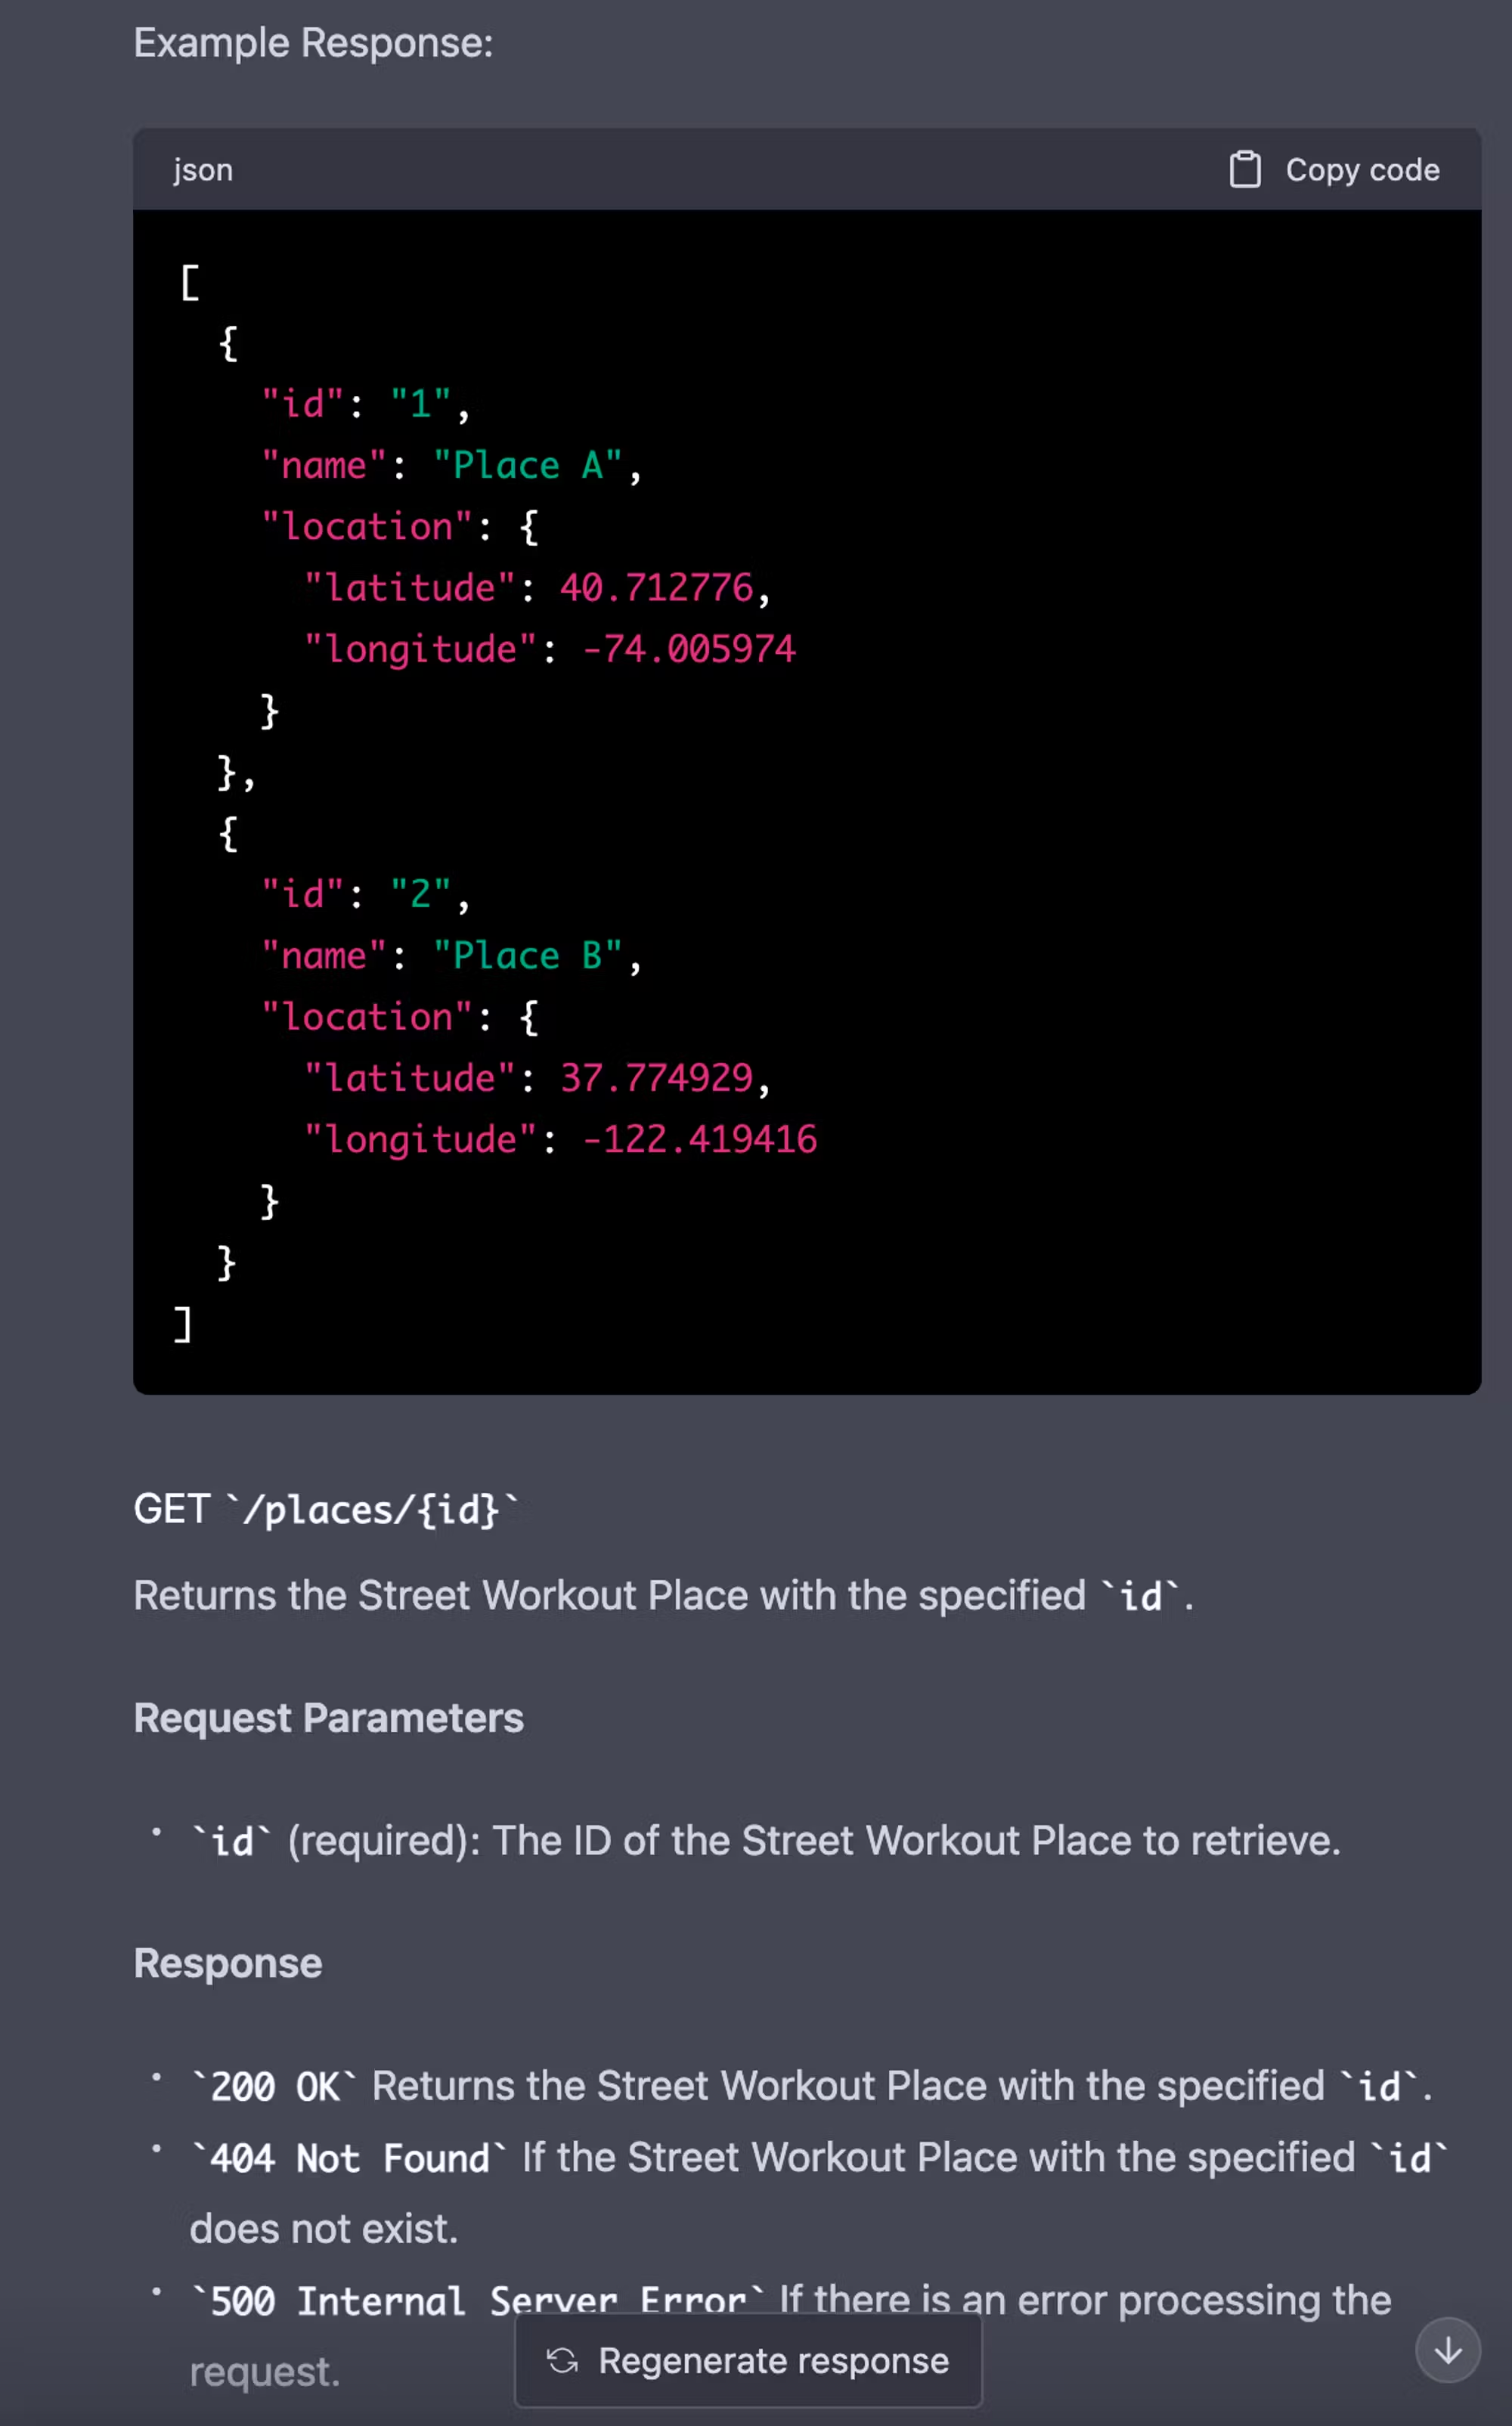 Example Response:
json
Copy code
[
  {
    "id": "1",
    "name": "Place A",
    "location": {
      "latitude": 40.712776,
      "longitude": -74.005974
    }
  },
  {
    "id": "2",
    "name": "Place B",
    "location": {
      "latitude": 37.774929,
      "longitude": -122.419416
    }
  }
]
GET `/places/{id}`
Returns the Street Workout Place with the specified `id`.
Request Parameters
• `id` (required): The ID of the Street Workout Place to retrieve.
Response
• `200 OK` Returns the Street Workout Place with the specified `id`.
• `404 Not Found` If the Street Workout Place with the specified `id`
does not exist.
• `500 Internal Server Error` If there is an error processing the
request.
Regenerate response